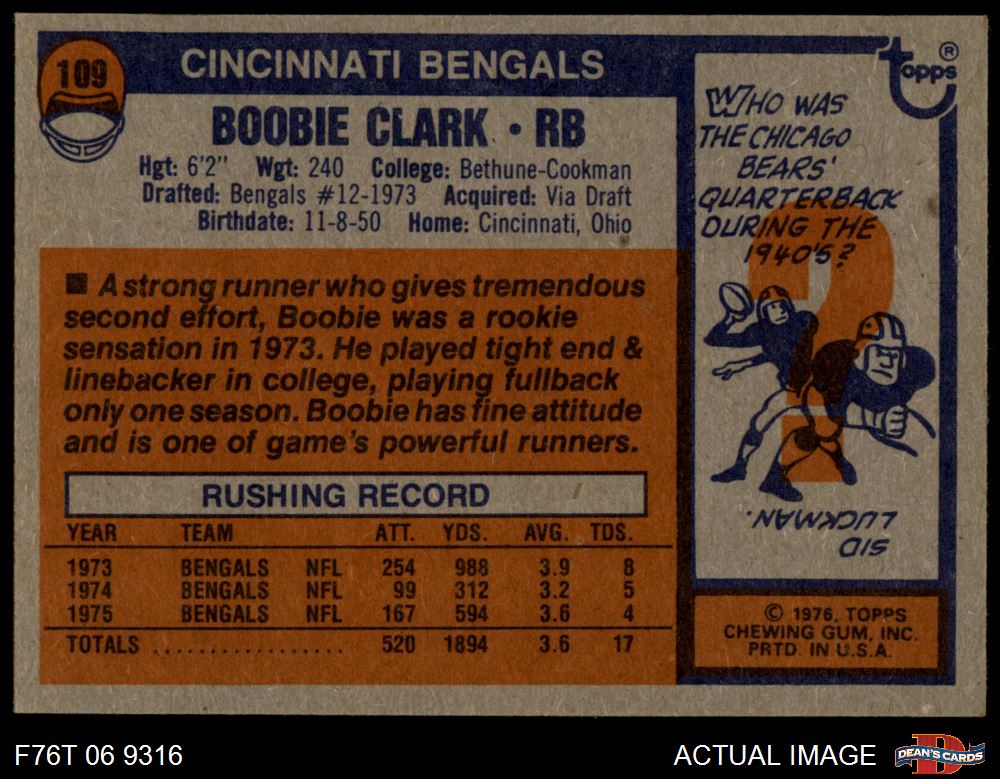 109
CINCINNATI BENGALS
BOOBIE CLARK • RB
Hgt: 6'2" Wgt: 240 College: Bethune-Cookman
Drafted: Bengals #12-1973 Acquired: Via Draft
Birthdate: 11-8-50 Home: Cincinnati, Ohio
■ A strong runner who gives tremendous
second effort, Boobie was a rookie
sensation in 1973. He played tight end &
linebacker in college, playing fullback
only one season. Boobie has fine attitude
and is one of game's powerful runners.
RUSHING RECORD
YEAR TEAM ATT. YDS. AVG. TDS.
1973 BENGALS NFL 254 988 3.9 8
1974 BENGALS NFL 99 312 3.2 5
1975 BENGALS NFL 167 594 3.6 4
TOTALS ................. 520 1894 3.6 17
topps ®
WHO WAS
THE CHICAGO
BEARS'
QUARTERBACK
DURING THE
1940'S?
SID
LUCKMAN.
© 1976, TOPPS
CHEWING GUM, INC.
PRTD. IN U.S.A.
F76T 06 9316
ACTUAL IMAGE
DEAN'S CARDS